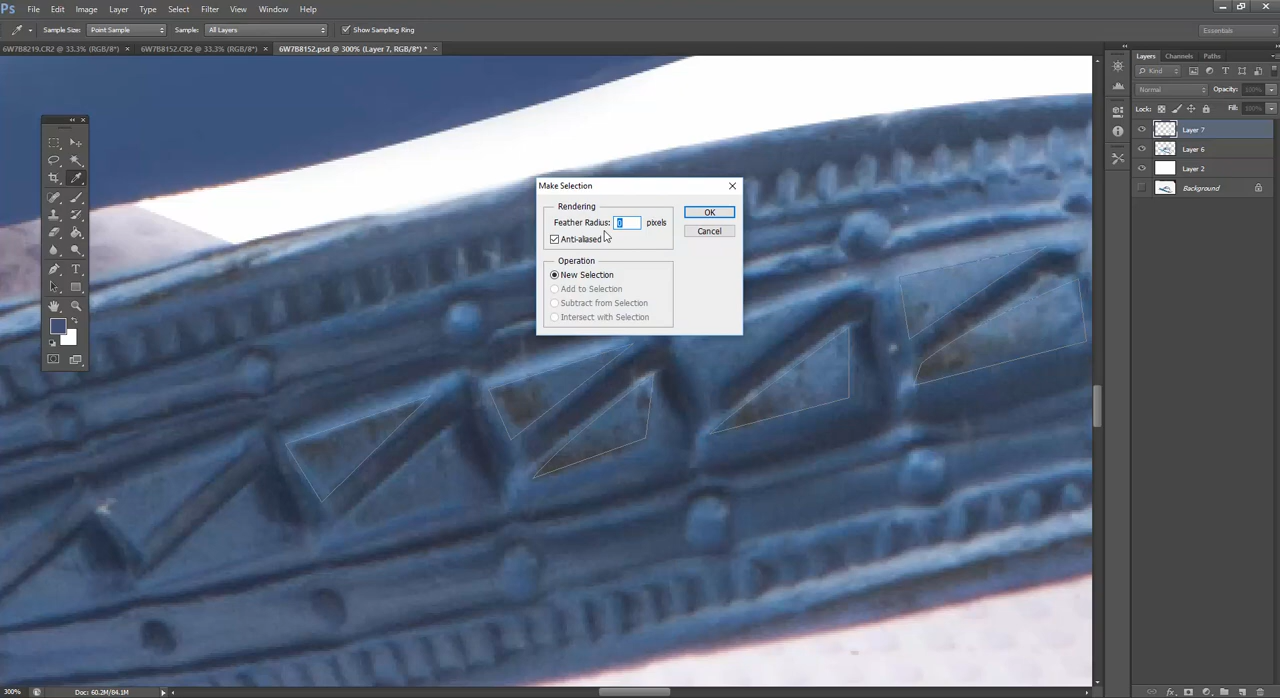 Ps File Edit Image Layer Type Select Filter View Window Help
Sample Size: Point Sample Sample: All Layers Show Sampling Ring Essentials
6W7B8219.CR2 @ 33.3% (RGB/8*) × 6W7B8152.CR2 @ 33.3% (RGB/8*) × 6W7B8152.psd @ 300% (Layer 7, RGB/8*) * ×
Layers Channels Paths
Kind
Normal Opacity: 100%
Lock: Fill: 100%
Layer 7
Layer 6
Layer 2
Background
Make Selection
Rendering
Feather Radius: 0 pixels
Anti-aliased
OK
Cancel
Operation
New Selection
Add to Selection
Subtract from Selection
Intersect with Selection
300% Doc: 60.2M/84.1M